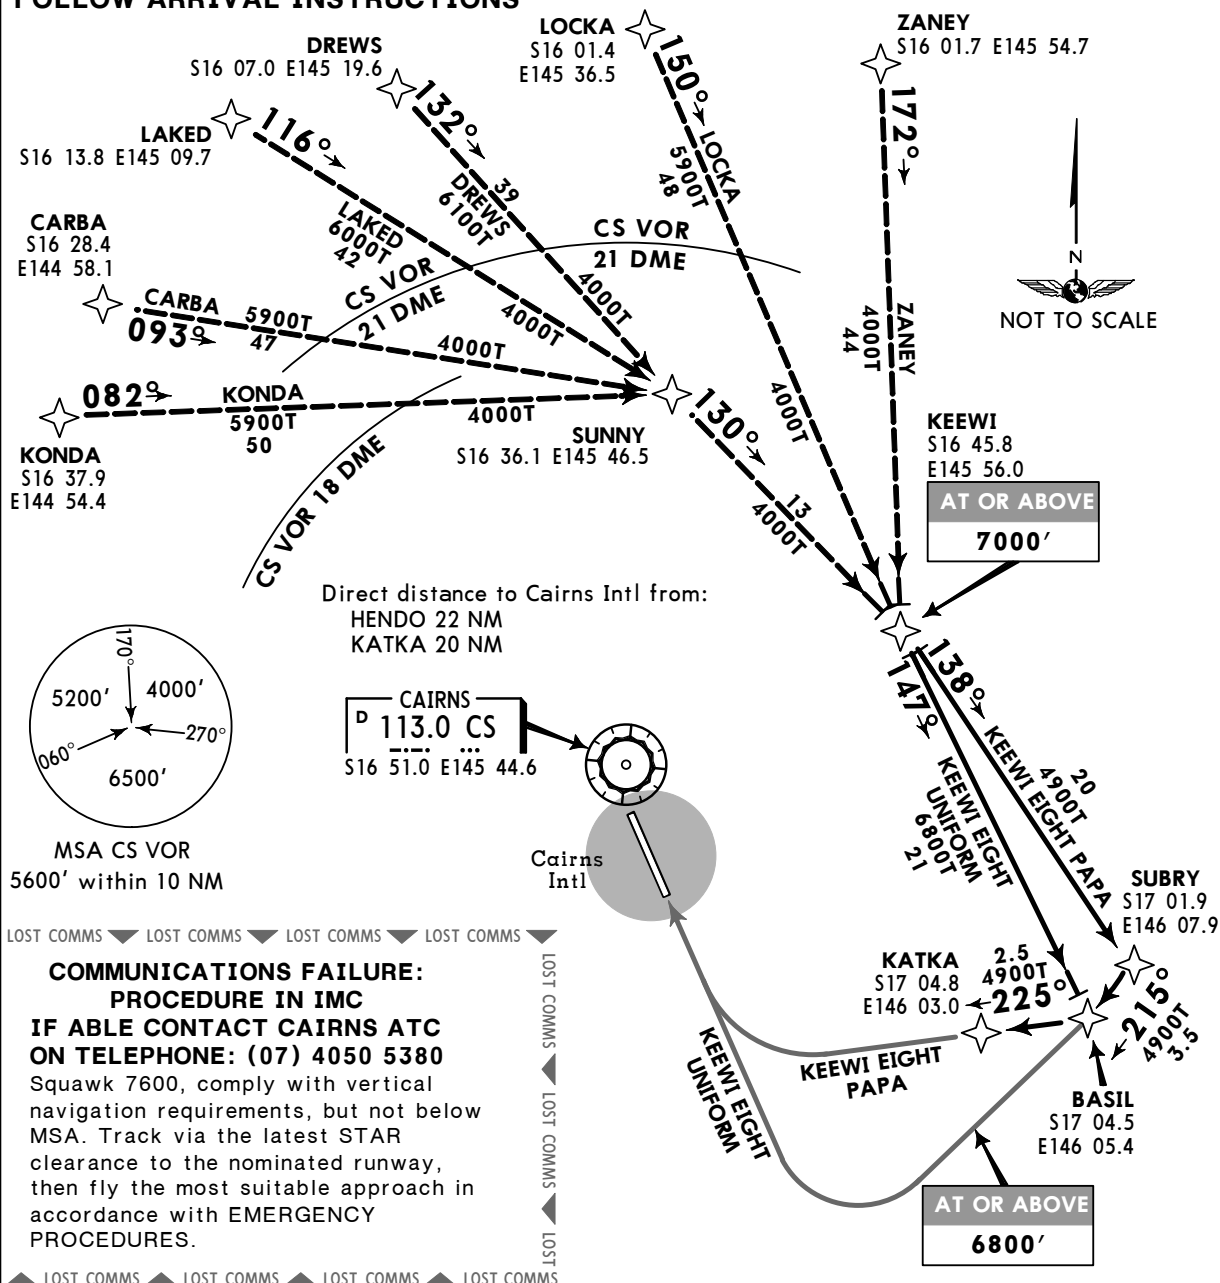 FOLLOW ARRIVAL INSTRUCTIONS
LOCKA
S16 01.4
E145 36.5
ZANEY
S16 01.7 E145 54.7
DREWS
S16 07.0 E145 19.6
LAKED
S16 13.8 E145 09.7
CARBA
S16 28.4
E144 58.1
KONDA
S16 37.9
E144 54.4
116°
LAKED
6000T
42
4000T
132°
39
DREWS
6100T
4000T
150°
LOCKA
5900T
48
4000T
172°
ZANEY
4000T
44
CS VOR
21 DME
CS VOR
21 DME
CARBA
093°
5900T
47
4000T
082°
KONDA
5900T
50
4000T
CS VOR 18 DME
SUNNY
S16 36.1 E145 46.5
130°
13
4000T
N
NOT TO SCALE
KEEWI
S16 45.8
E145 56.0
AT OR ABOVE
7000'
Direct distance to Cairns Intl from:
HENDO 22 NM
KATKA 20 NM
CAIRNS
D 113.0 CS
S16 51.0 E145 44.6
Cairns
Intl
170°
5200'
4000'
060°
270°
6500'
MSA CS VOR
5600' within 10 NM
138°
20
4900T
KEEWI EIGHT PAPA
147°
KEEWI EIGHT
UNIFORM
6800T
21
SUBRY
S17 01.9
E146 07.9
215°
4900T
3.5
KATKA
S17 04.8
E146 03.0
2.5
4900T
225°
BASIL
S17 04.5
E146 05.4
KEEWI EIGHT
PAPA
KEEWI EIGHT
UNIFORM
AT OR ABOVE
6800'
LOST COMMS LOST COMMS LOST COMMS LOST COMMS
COMMUNICATIONS FAILURE:
PROCEDURE IN IMC
IF ABLE CONTACT CAIRNS ATC
ON TELEPHONE: (07) 4050 5380
Squawk 7600, comply with vertical
navigation requirements, but not below
MSA. Track via the latest STAR
clearance to the nominated runway,
then fly the most suitable approach in
accordance with EMERGENCY
PROCEDURES.
LOST COMMS LOST COMMS LOST
LOST COMMS LOST COMMS LOST COMMS LOST COMMS